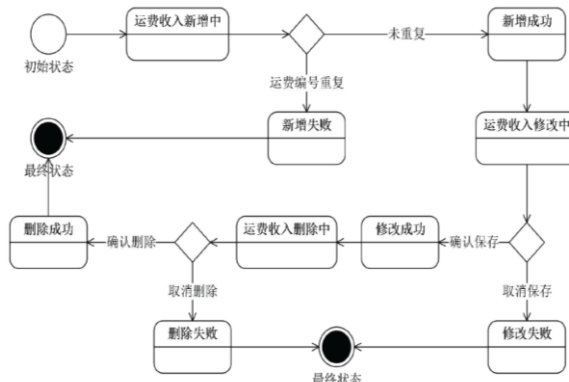 运费收入新增中
未重复
新增成功
初始状态
运费编号重复
新增失败
运费收入修改中
最终状态
删除成功
确认删除
运费收入删除中
修改成功
确认保存
取消删除
取消保存
删除失败
修改失败
最终状态